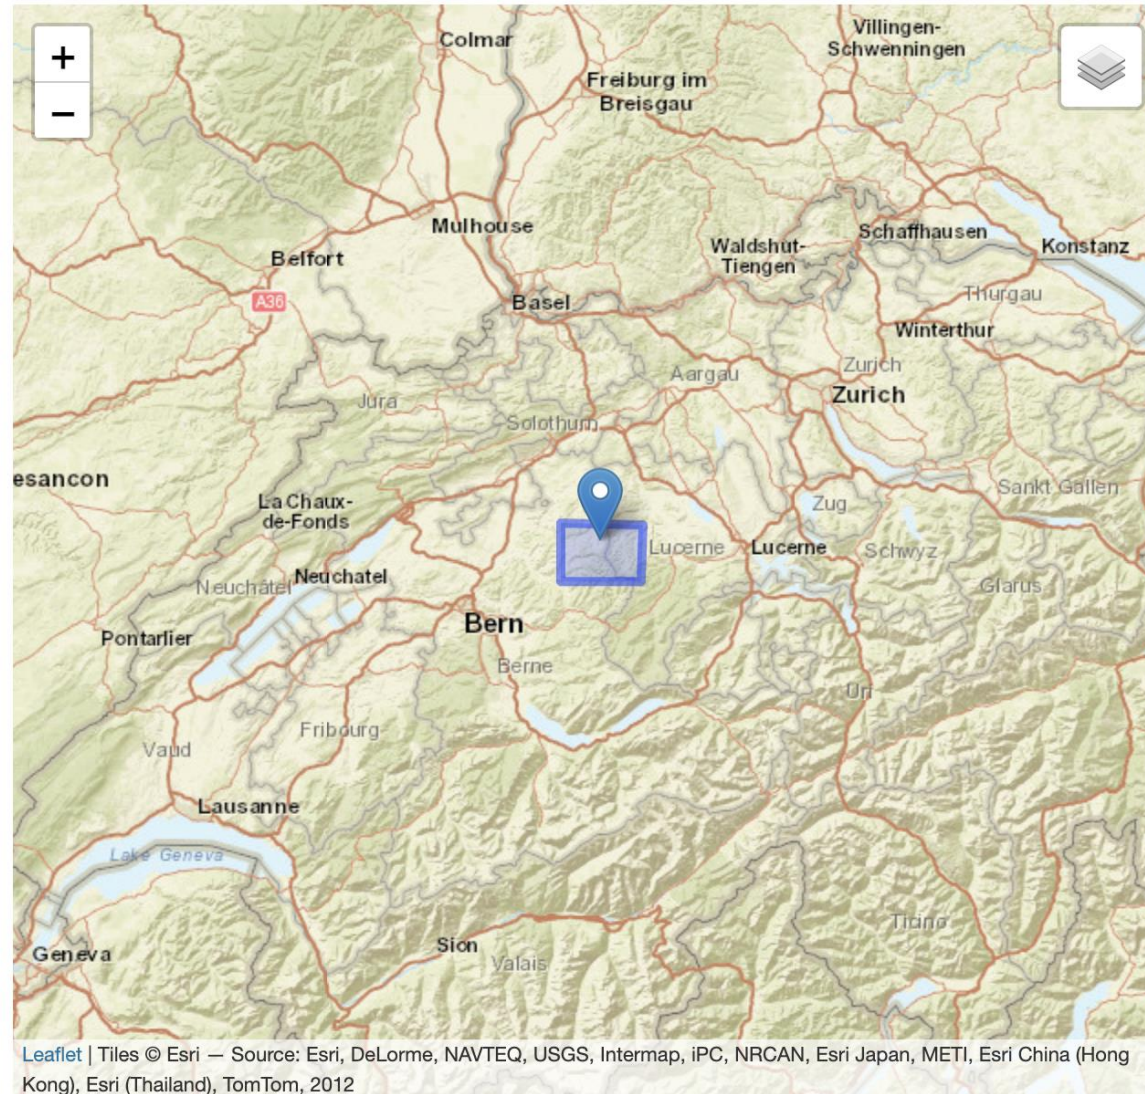 +
−
Colmar
Villingen-
Schwenningen
Freiburg im
Breisgau
Mulhouse
Belfort
Waldshut-
Tiengen
Schaffhausen
Konstanz
A36
Basel
Thurgau
Winterthur
Zurich
Aargau
Zurich
Jura
Solothurn
esancon
La Chaux-
de-Fonds
Sankt Gallen
Zug
Lucerne
Lucerne
Schwyz
Neuchâtel
Neuchatel
Glarus
Bern
Pontarlier
Berne
Uri
Fribourg
Vaud
Lausanne
Lake Geneva
Ticino
Sion
Geneva
Valais
Leaflet | Tiles © Esri — Source: Esri, DeLorme, NAVTEQ, USGS, Intermap, iPC, NRCAN, Esri Japan, METI, Esri China (Hong
Kong), Esri (Thailand), TomTom, 2012